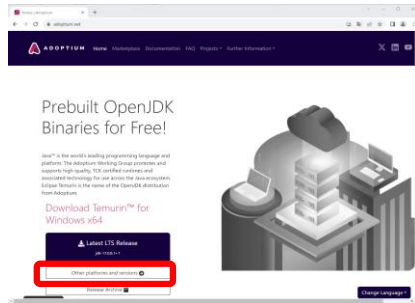 adoptium.net
ADOPTIUM Home Marketplace Documentation FAQ Projects Further Information
Prebuilt OpenJDK
Binaries for Free!
Java™ is the world's leading programming language and
platform. The Adoptium Working Group promotes and
supports high-quality, TCK certified runtimes and
associated technology for use across the Java ecosystem.
Eclipse Temurin is the name of the OpenJDK distribution
from Adoptium.
Download Temurin™ for
Windows x64
Latest LTS Release
Other platforms and versions
Release Archive
Change Language